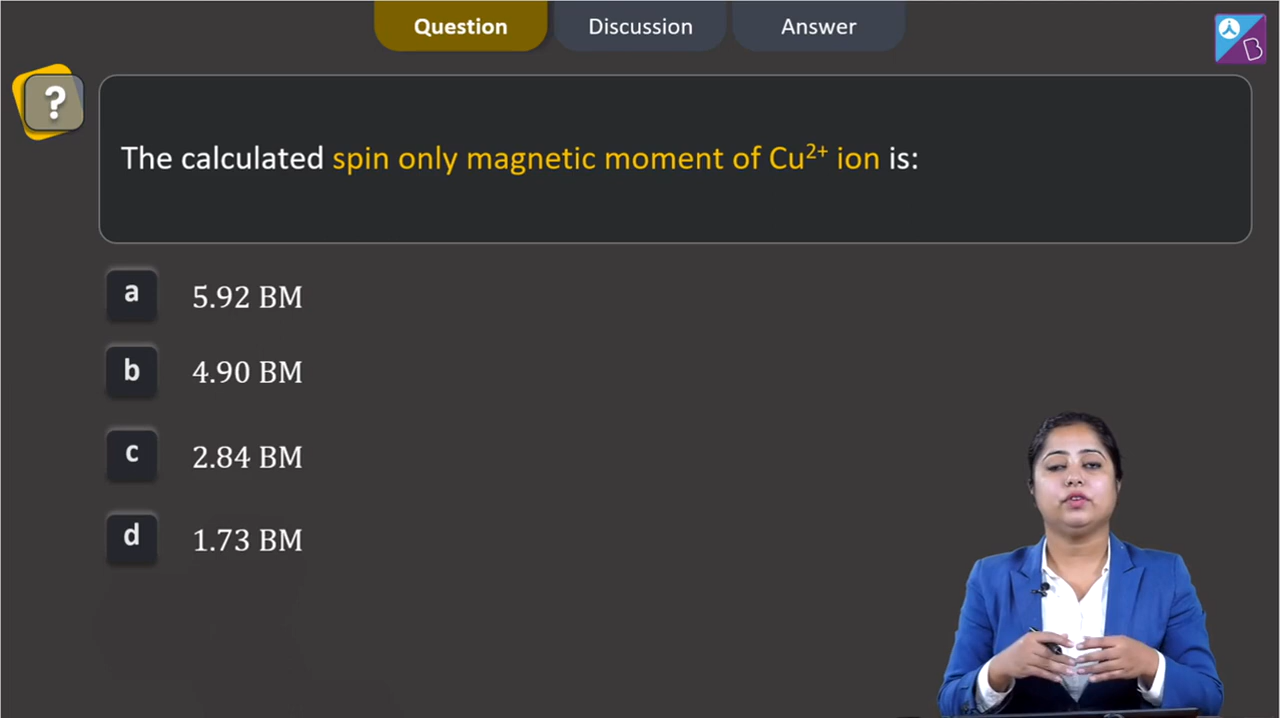 Question Discussion Answer
B
?
The calculated spin only magnetic moment of Cu²⁺ ion is:
a 5.92 BM
b 4.90 BM
c 2.84 BM
d 1.73 BM